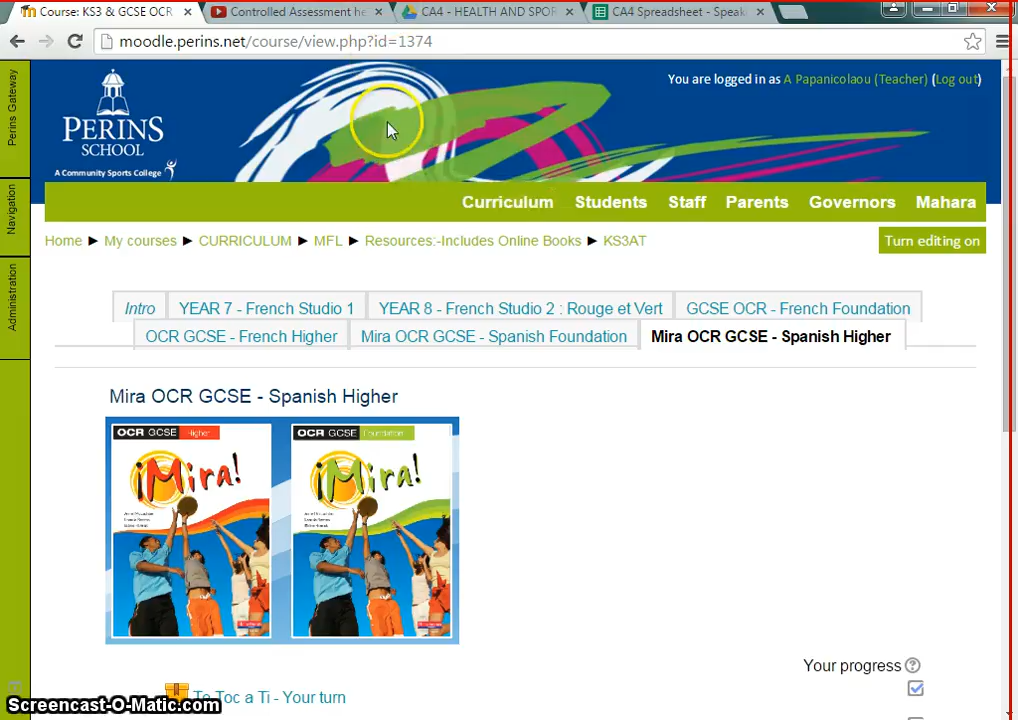 Course: KS3 & GCSE OCR
Controlled Assessment he
CA4 - HEALTH AND SPOR
CA4 Spreadsheet - Speak
moodle.perins.net/course/view.php?id=1374
You are logged in as A Papanicolaou (Teacher) (Log out)
Perins Gateway
Navigation
Administration
PERINS
SCHOOL
A Community Sports College
Curriculum Students Staff Parents Governors Mahara
Home ► My courses ► CURRICULUM ► MFL ► Resources:-Includes Online Books ► KS3AT
Turn editing on
Intro YEAR 7 - French Studio 1 YEAR 8 - French Studio 2 : Rouge et Vert GCSE OCR - French Foundation
OCR GCSE - French Higher Mira OCR GCSE - Spanish Foundation Mira OCR GCSE - Spanish Higher
Mira OCR GCSE - Spanish Higher
OCR GCSE Higher
¡Mira!
OCR GCSE Foundation
¡Mira!
Your progress
Te Toc a Ti - Your turn
Screencast-O-Matic.com